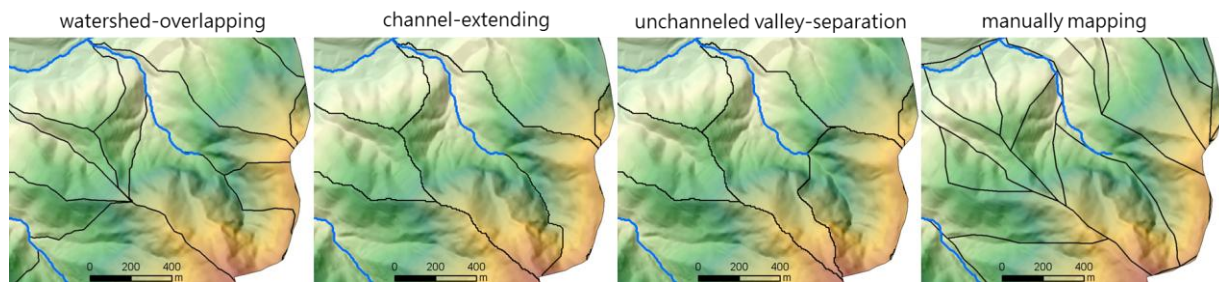 watershed-overlapping
channel-extending
unchanneled valley-separation
manually mapping
0 200 400
m
0 200 400
m
0 200 400
m
0 200 400
m